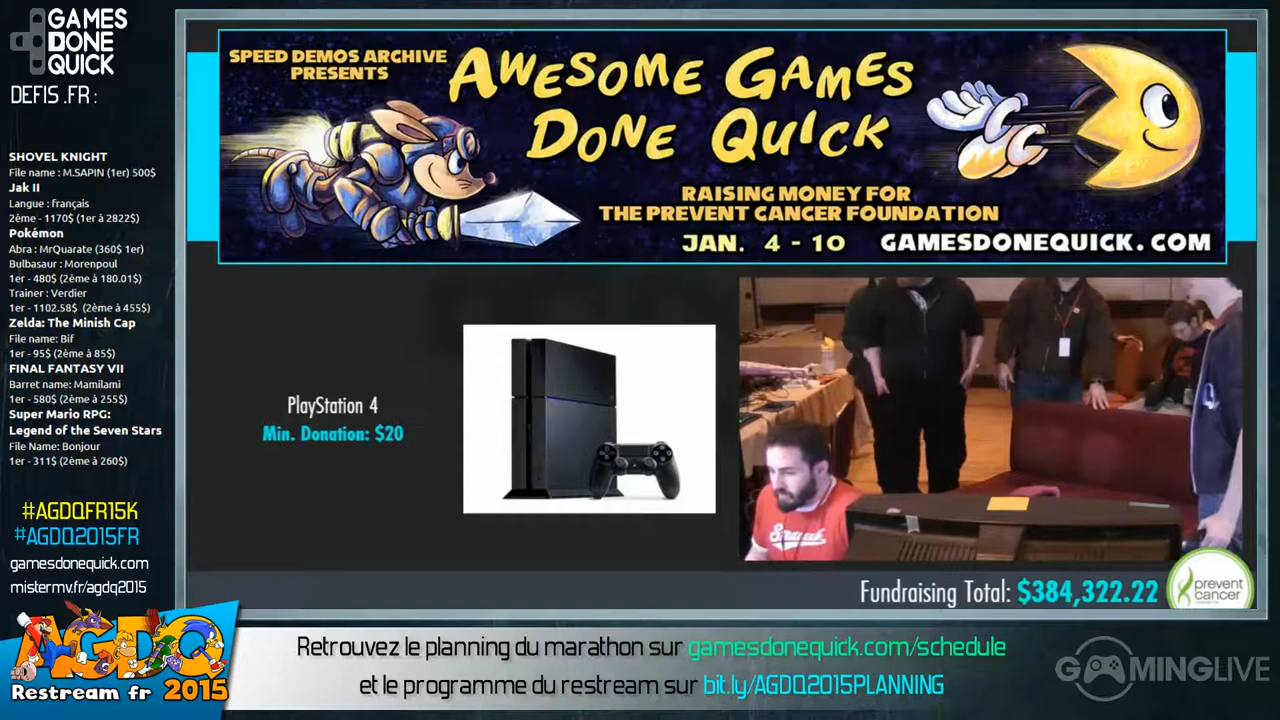 GAMES
DONE
QUICK
DEFIS .FR :
SHOVEL KNIGHT
File name : M.SAPIN (1er) 500$
Jak II
Langue : français
2ème - 1170$ (1er à 2822$)
Pokémon
Abra : MrQuarate (360$ 1er)
Bulbasaur : Morenpoul
1er - 480$ (2ème à 180.01$)
Trainer : Verdier
1er - 1102.58$ (2ème à 455$)
Zelda: The Minish Cap
File name: Bif
1er - 95$ (2ème à 85$)
FINAL FANTASY VII
Barret name: Mamilami
1er - 580$ (2ème à 255$)
Super Mario RPG:
Legend of the Seven Stars
File Name: Bonjour
1er - 311$ (2ème à 260$)
#AGDQFR15K
#AGDQ2015FR
gamesdonequick.com
mistermv.fr/agdq2015
AGDQ
Restream fr 2015
SPEED DEMOS ARCHIVE
PRESENTS
AWESOME GAMES
DONE QUICK
RAISING MONEY FOR
THE PREVENT CANCER FOUNDATION
JAN. 4 - 10 GAMESDONEQUICK.COM
PlayStation 4
Min. Donation: $20
Fundraising Total: $384,322.22
prevent
cancer
Retrouvez le planning du marathon sur gamesdonequick.com/schedule
et le programme du restream sur bit.ly/AGDQ2015PLANNING
GAMINGLIVE